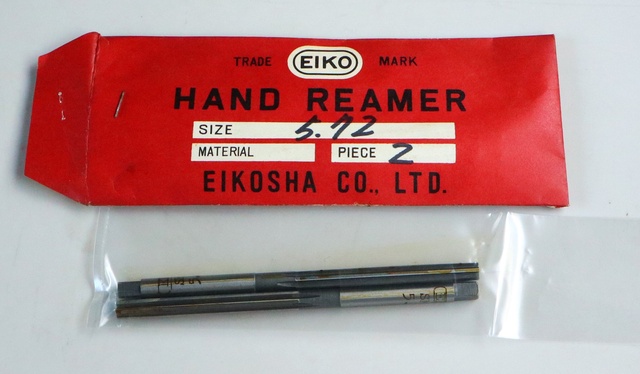 TRADE EIKO MARK
HAND REAMER
SIZE 5.72
MATERIAL PIECE 2
EIKOSHA CO., LTD.